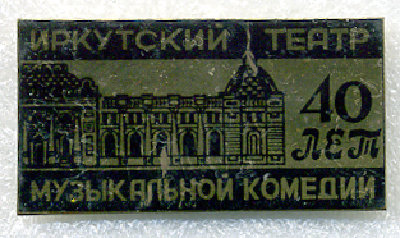 ИРКУТСКИЙ ТЕАТР
40
ЛЕТ
МУЗЫКАЛЬНОЙ КОМЕДИИ